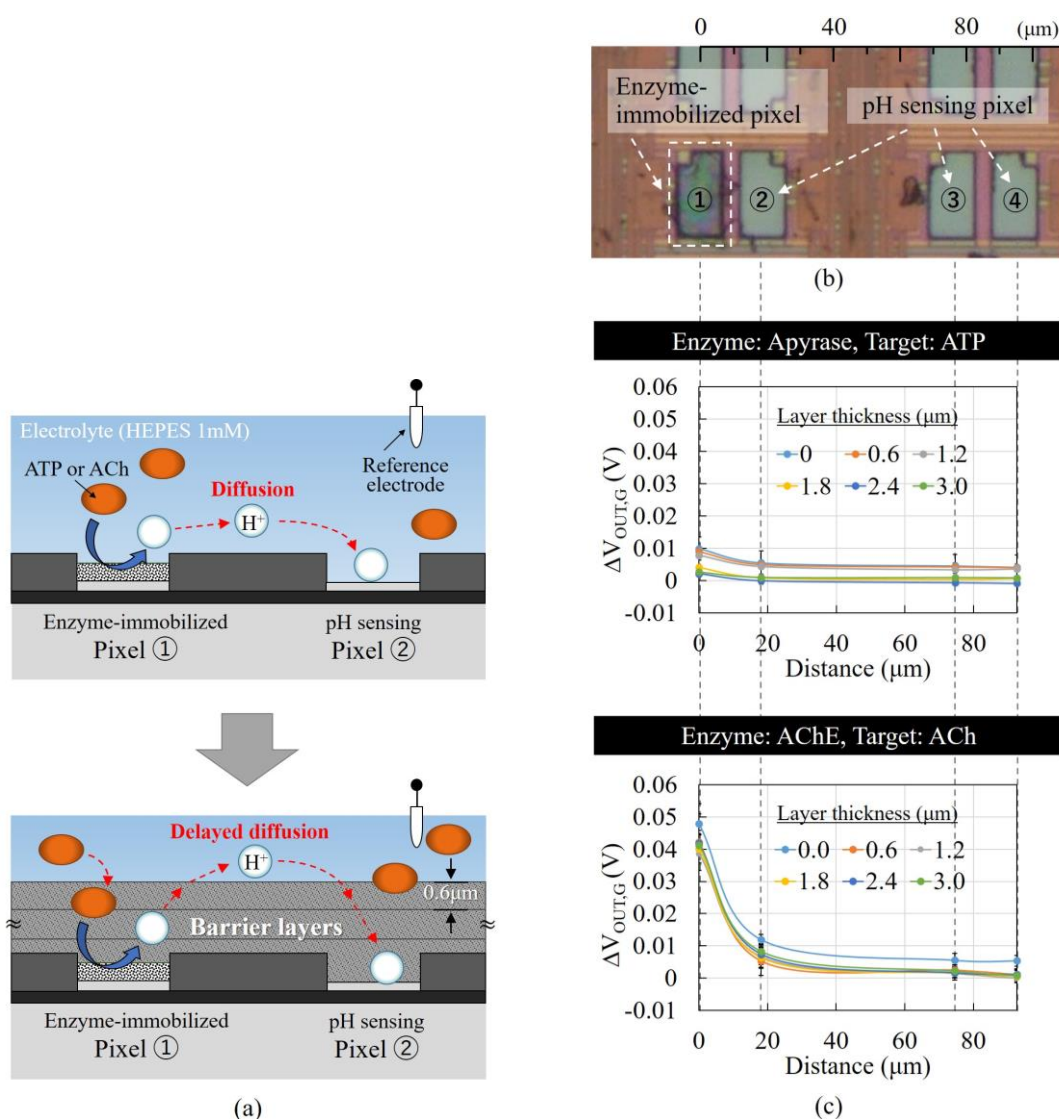 Electrolyte (HEPES 1mM)
ATP or ACh
Diffusion
H⁺
Reference
electrode
Enzyme-immobilized
Pixel ①
pH sensing
Pixel ②
Delayed diffusion
H⁺
0.6μm
Barrier layers
≈ ≈
Enzyme-immobilized
Pixel ①
pH sensing
Pixel ②
(a)
0 40 80 (μm)
Enzyme-
immobilized pixel
pH sensing pixel
① ② ③ ④
(b)
Enzyme: Apyrase, Target: ATP
0.06
0.05
0.04
0.03
0.02
0.01
0
-0.01
ΔV_OUT,G (V)
Layer thickness (μm)
0 0.6 1.2
1.8 2.4 3.0
0 20 40 60 80
Distance (μm)
Enzyme: AChE, Target: ACh
0.06
0.05
0.04
0.03
0.02
0.01
0
-0.01
ΔV_OUT,G (V)
Layer thickness (μm)
0.0 0.6 1.2
1.8 2.4 3.0
0 20 40 60 80
Distance (μm)
(c)